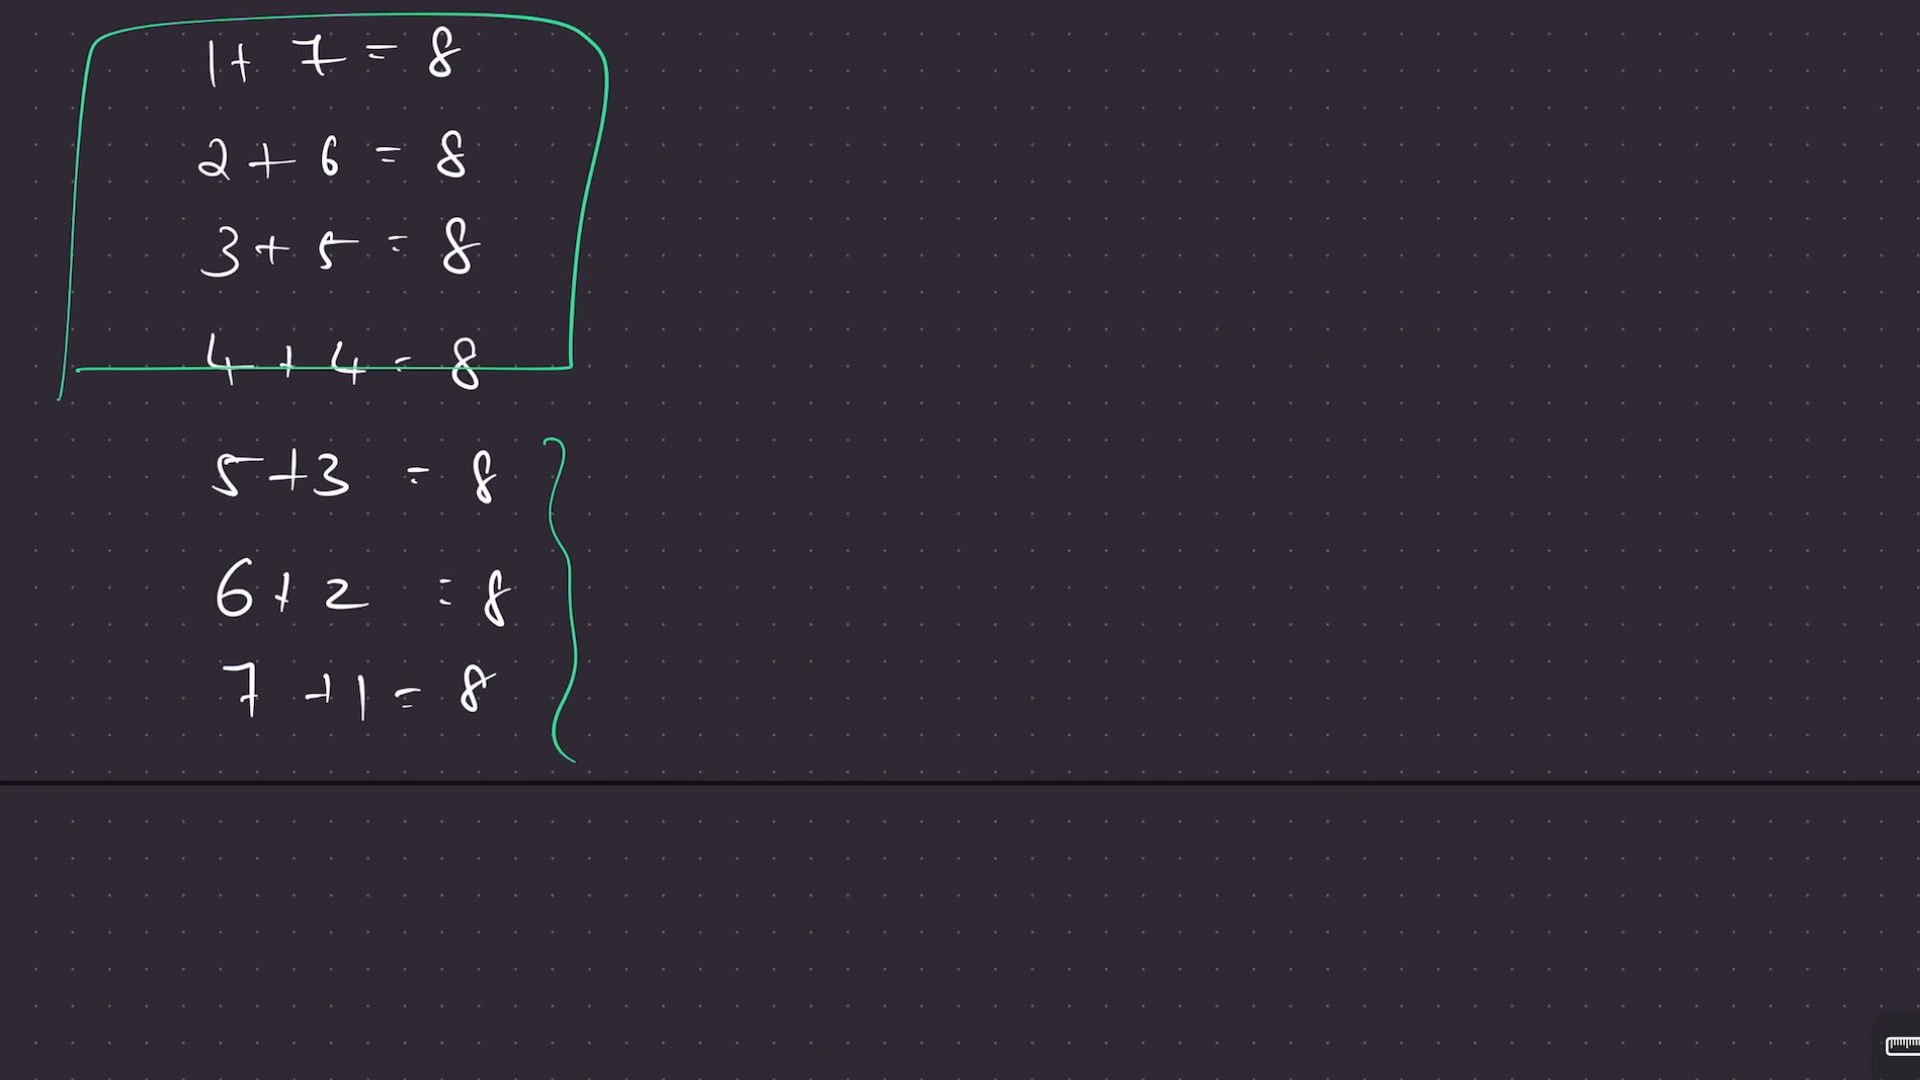 1 + 7 = 8
2 + 6 = 8
3 + 5 = 8
4 + 4 = 8
5 + 3 = 8
6 + 2 = 8
7 + 1 = 8